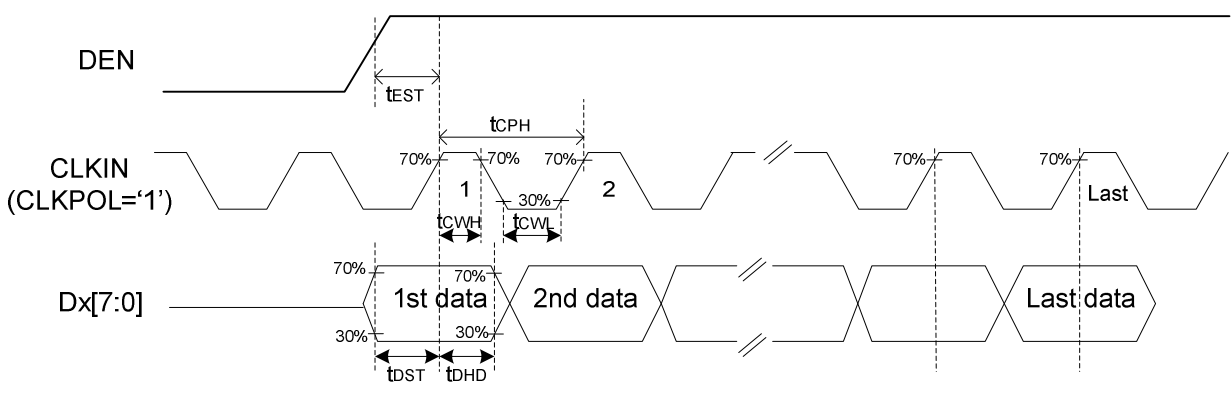 DEN
tEST
tCPH
CLKIN
(CLKPOL=‘1’)
70% 70% 70% 70% 70%
1 2 Last
30%
tCWH tCWL
70% 70%
Dx[7:0] 1st data 2nd data Last data
30% 30%
tDST tDHD